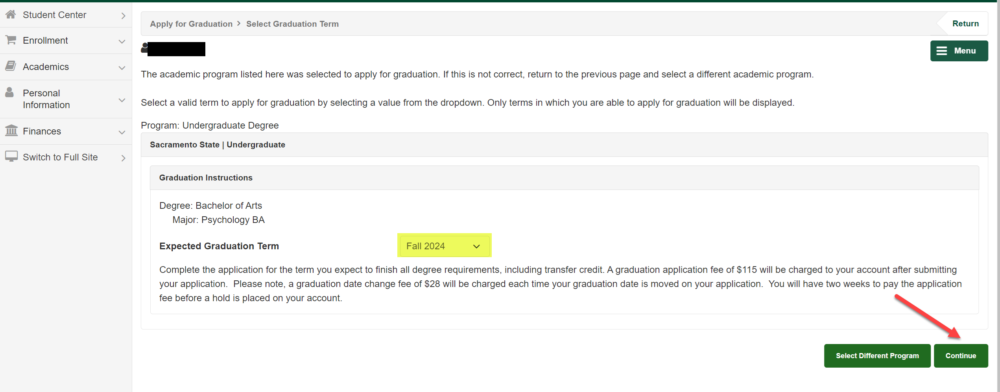 Student Center
Enrollment
Academics
Personal
Information
Finances
Switch to Full Site
Apply for Graduation > Select Graduation Term
Return
Menu
The academic program listed here was selected to apply for graduation. If this is not correct, return to the previous page and select a different academic program.
Select a valid term to apply for graduation by selecting a value from the dropdown. Only terms in which you are able to apply for graduation will be displayed.
Program: Undergraduate Degree
Sacramento State | Undergraduate
Graduation Instructions
Degree: Bachelor of Arts
Major: Psychology BA
Expected Graduation Term
Fall 2024
Complete the application for the term you expect to finish all degree requirements, including transfer credit. A graduation application fee of $115 will be charged to your account after submitting
your application.  Please note, a graduation date change fee of $28 will be charged each time your graduation date is moved on your application.  You will have two weeks to pay the application
fee before a hold is placed on your account.
Select Different Program
Continue